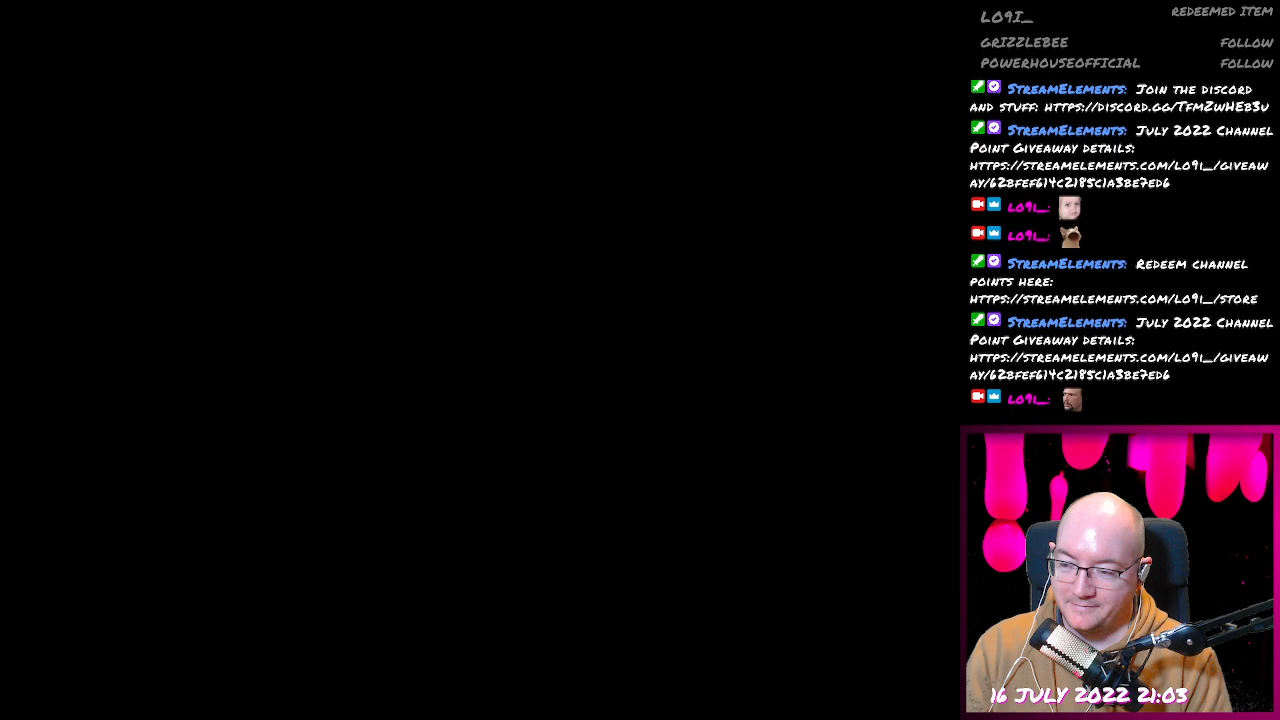 LO9I_ REDEEMED ITEM
GRIZZLEBEE FOLLOW
POWERHOUSEOFFICIAL FOLLOW
StreamElements: Join the discord
and stuff: https://discord.gg/TfmZwHE83u
StreamElements: July 2022 Channel
Point Giveaway details:
https://streamelements.com/lo9i_/giveaw
ay/628fef614c2185c1a3be7ed6
lo9i_:
lo9i_:
StreamElements: Redeem channel
points here:
https://streamelements.com/lo9i_/store
StreamElements: July 2022 Channel
Point Giveaway details:
https://streamelements.com/lo9i_/giveaw
ay/628fef614c2185c1a3be7ed6
lo9i_:
16 JULY 2022 21:03